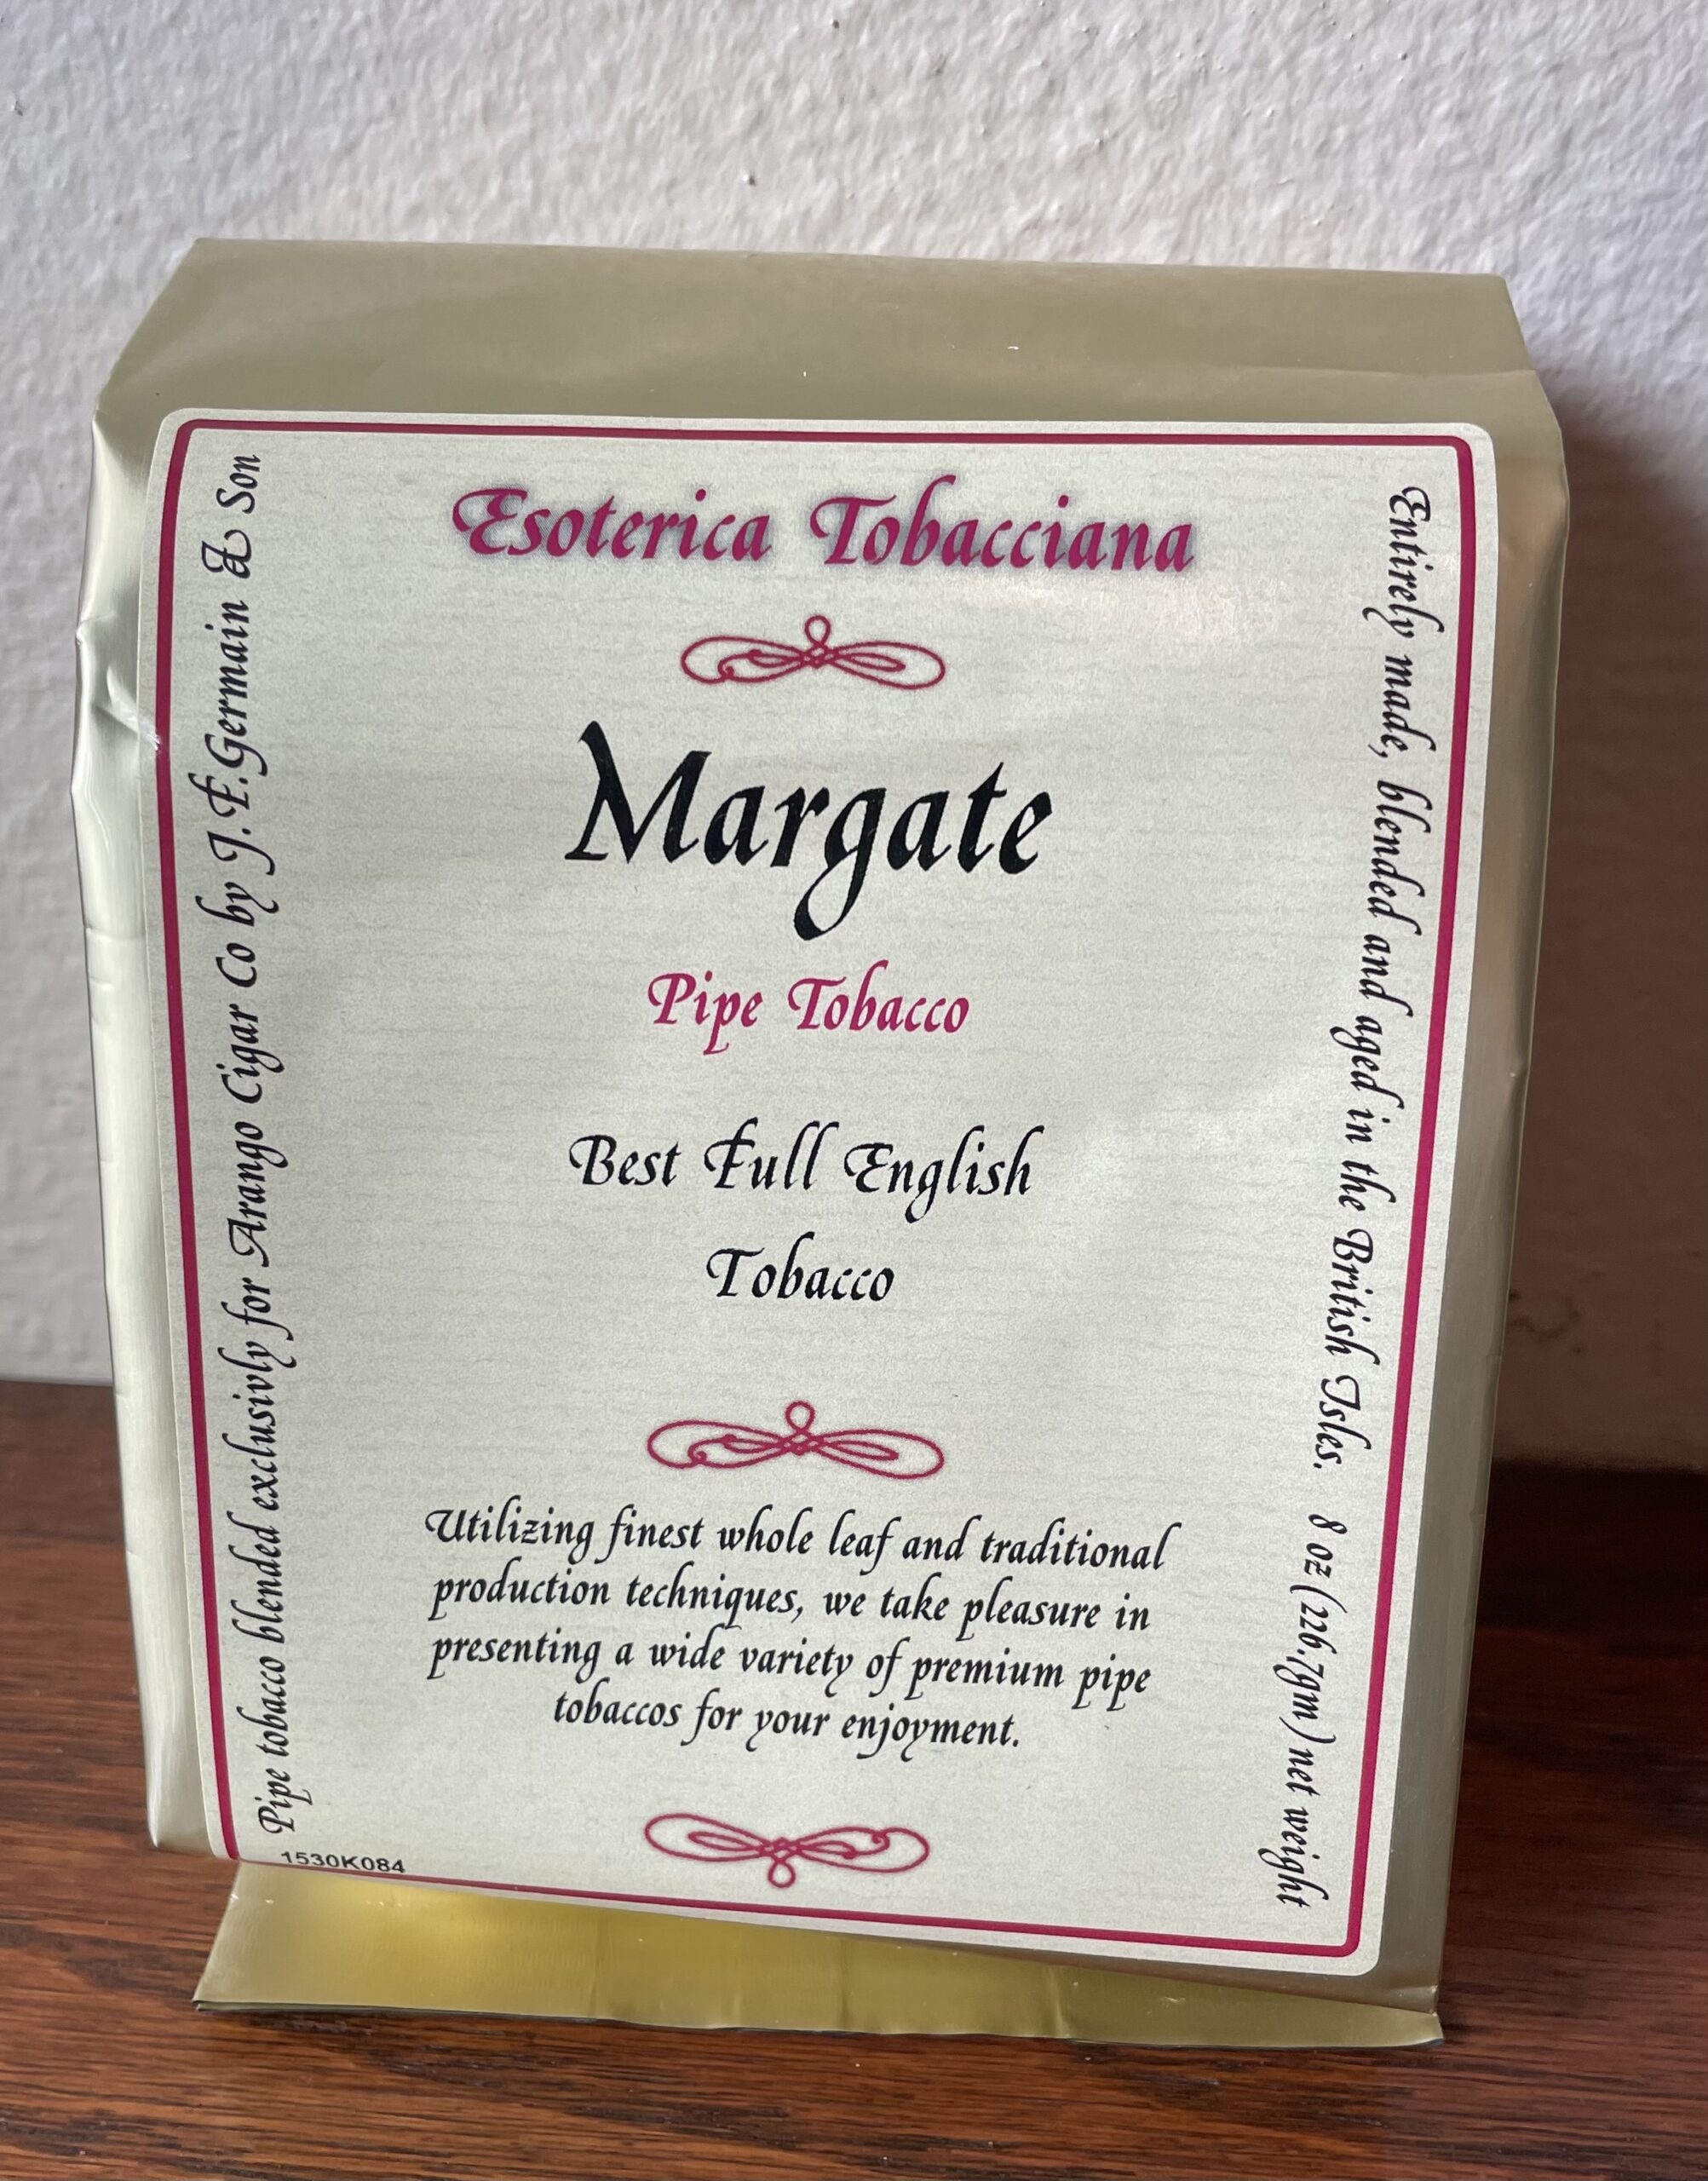 Esoterica Tobacciana
Margate
Pipe Tobacco
Best Full English
Tobacco
Utilizing finest whole leaf and traditional
production techniques, we take pleasure in
presenting a wide variety of premium pipe
tobaccos for your enjoyment.
Pipe tobacco blended exclusivly for Arango Cigar Co by J.F.Germain & Son
Entirely made, blended and aged in the British Isles. 8 oz (226.7gm) net weight
1530K084